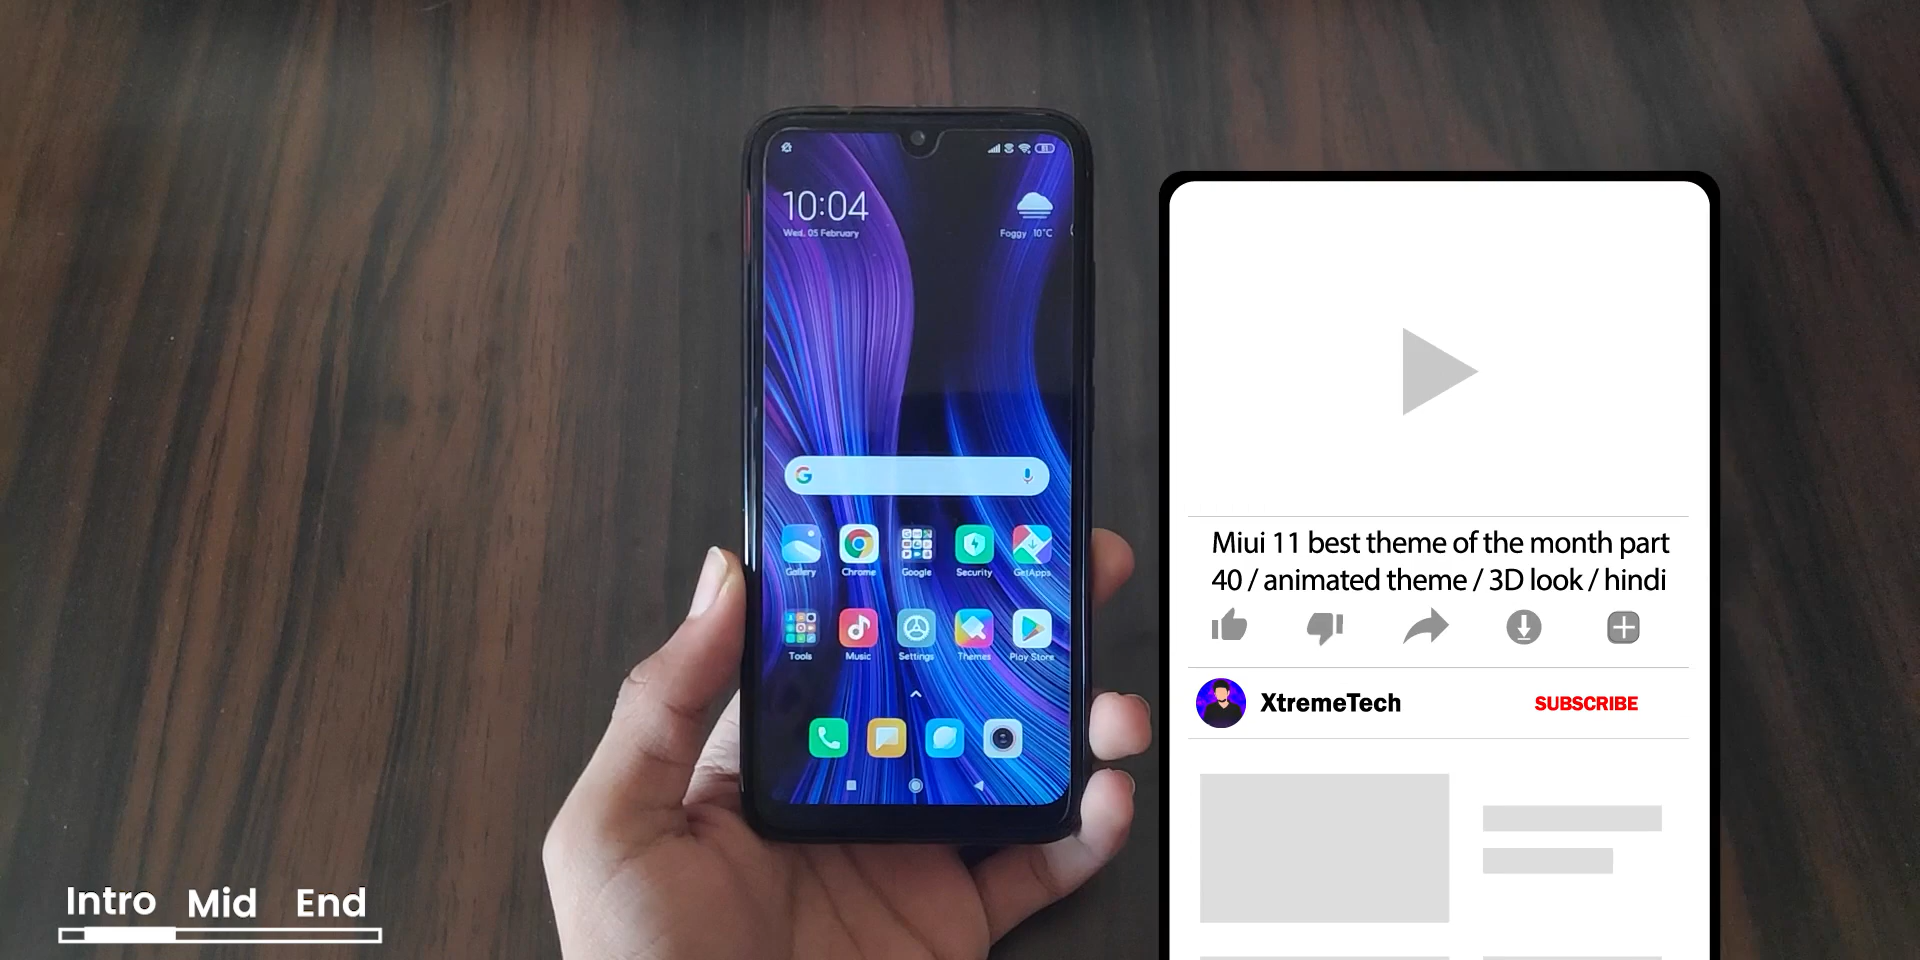 10:04
Wed, 05 February
Foggy 10°C
Gallery Chrome Google Security GetApps
Tools Music Settings Themes Play Store
Miui 11 best theme of the month part
40 / animated theme / 3D look / hindi
XtremeTech SUBSCRIBE
Intro Mid End